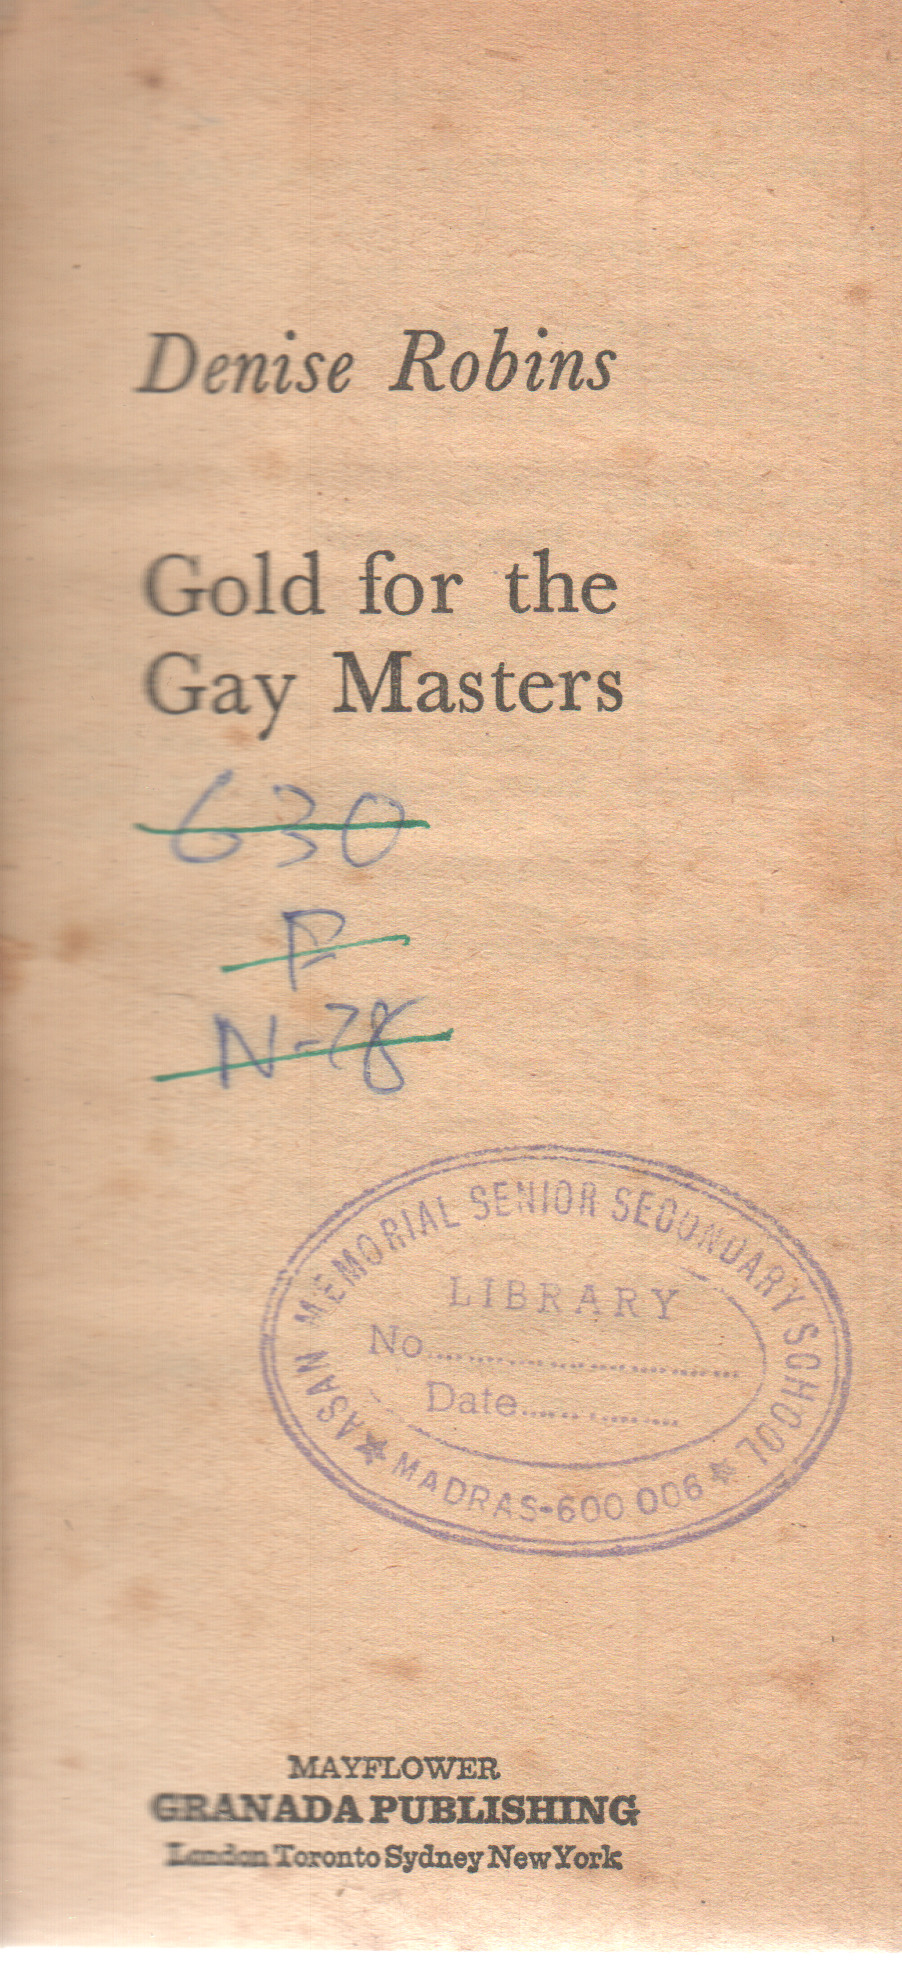 Denise Robins
Gold for the
Gay Masters
630
F
N-78
ASAN MEMORIAL SENIOR SECONDARY SCHOOL
LIBRARY
No..............................
Date....................
★ MADRAS-600 006 ★
MAYFLOWER
GRANADA PUBLISHING
London Toronto Sydney New York